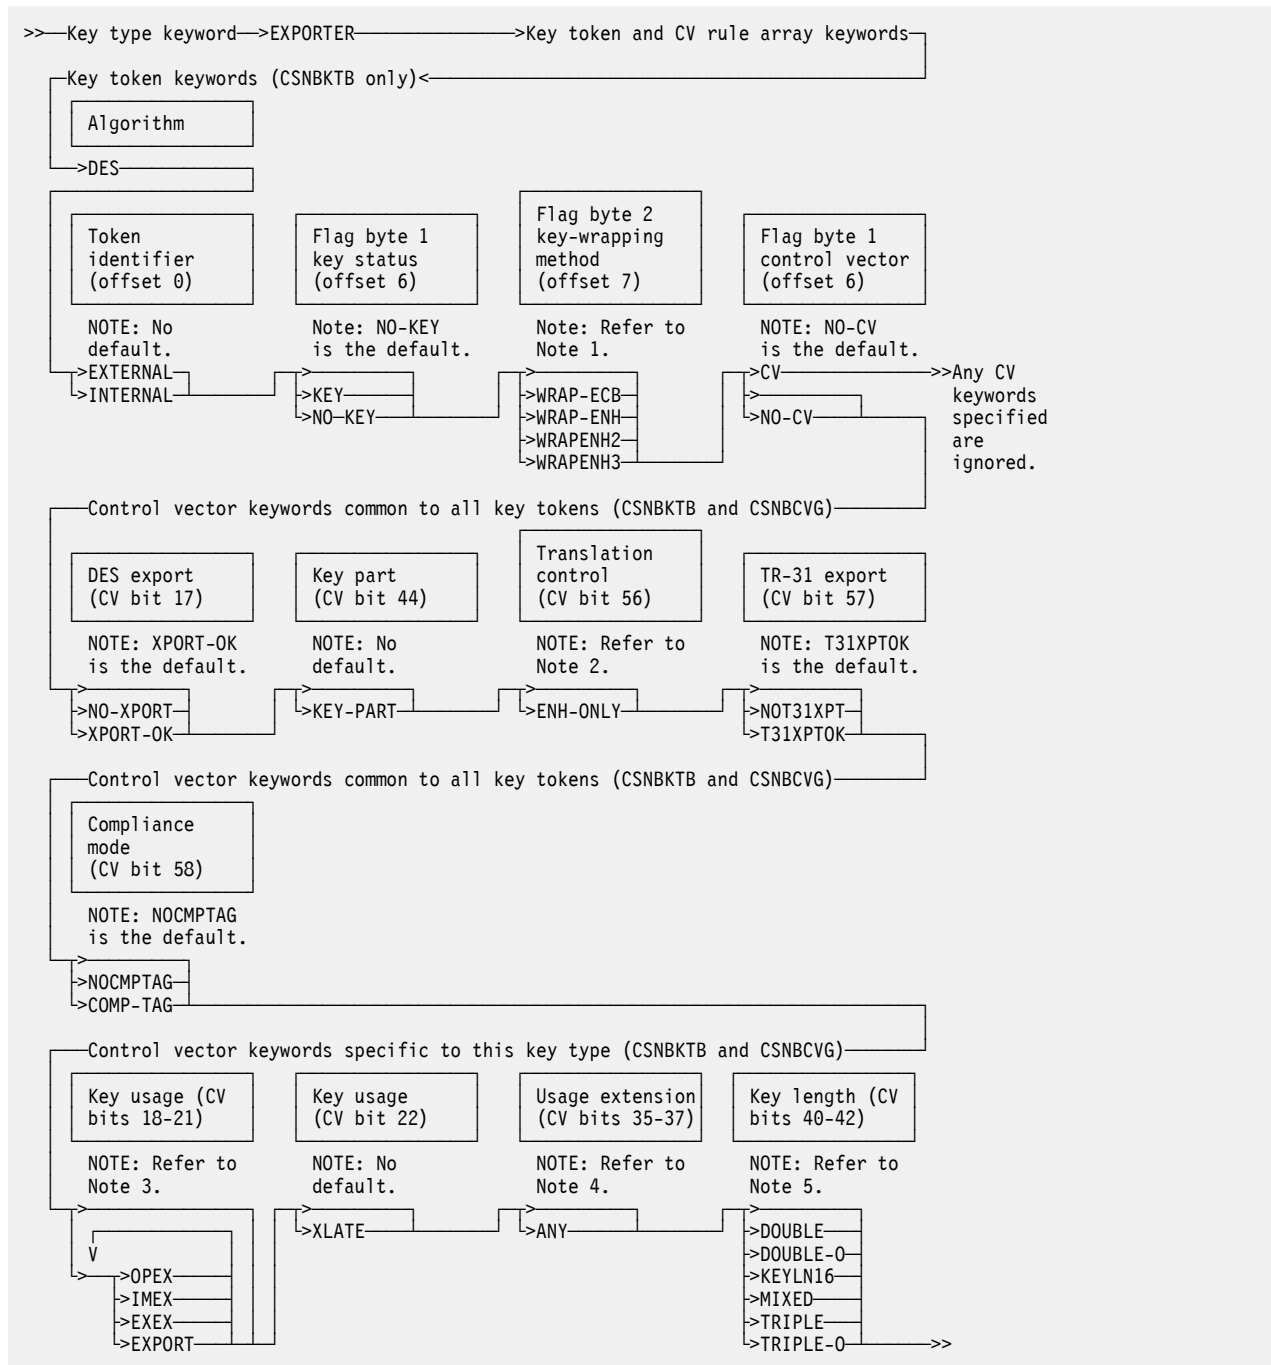 >>—Key type keyword—>EXPORTER—>Key token and CV rule array keywords
Key token keywords (CSNBKTB only)<
Algorithm
>DES
Token
identifier
(offset 0)
Flag byte 1
key status
(offset 6)
Flag byte 2
key-wrapping
method
(offset 7)
Flag byte 1
control vector
(offset 6)
NOTE: No
default.
Note: NO-KEY
is the default.
Note: Refer to
Note 1.
NOTE: NO-CV
is the default.
>EXTERNAL
>INTERNAL
>
>KEY
>NO-KEY
>
>WRAP-ECB
>WRAP-ENH
>WRAPENH2
>WRAPENH3
>CV
>
>NO-CV
>>Any CV
keywords
specified
are
ignored.
Control vector keywords common to all key tokens (CSNBKTB and CSNBCVG)
DES export
(CV bit 17)
Key part
(CV bit 44)
Translation
control
(CV bit 56)
TR-31 export
(CV bit 57)
NOTE: XPORT-OK
is the default.
NOTE: No
default.
NOTE: Refer to
Note 2.
NOTE: T31XPTOK
is the default.
>
>NO-XPORT
>XPORT-OK
>
>KEY-PART
>
>ENH-ONLY
>
>NOT31XPT
>T31XPTOK
Control vector keywords common to all key tokens (CSNBKTB and CSNBCVG)
Compliance
mode
(CV bit 58)
NOTE: NOCMPTAG
is the default.
>
>NOCMPTAG
>COMP-TAG
Control vector keywords specific to this key type (CSNBKTB and CSNBCVG)
Key usage (CV
bits 18-21)
Key usage
(CV bit 22)
Usage extension
(CV bits 35-37)
Key length (CV
bits 40-42)
NOTE: Refer to
Note 3.
NOTE: No
default.
NOTE: Refer to
Note 4.
NOTE: Refer to
Note 5.
>
V
>
>OPEX
>IMEX
>EXEX
>EXPORT
>
>XLATE
>
>ANY
>
>DOUBLE
>DOUBLE-O
>KEYLN16
>MIXED
>TRIPLE
>TRIPLE-O—>>